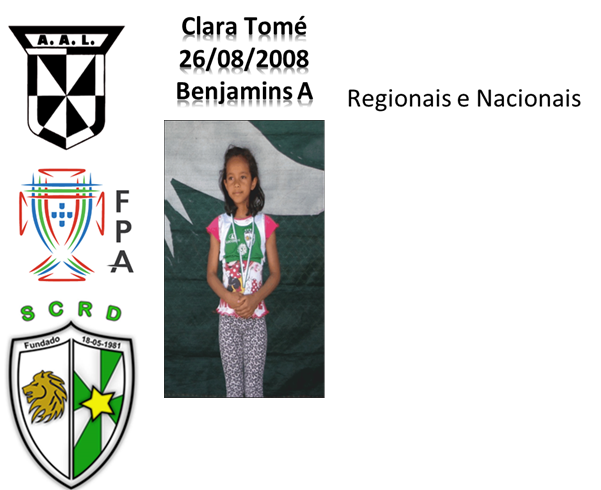 A. A. L.
Clara Tomé
26/08/2008
Benjamins A
Regionais e Nacionais
F
P
A
S C R D
Fundado 18-05-1981